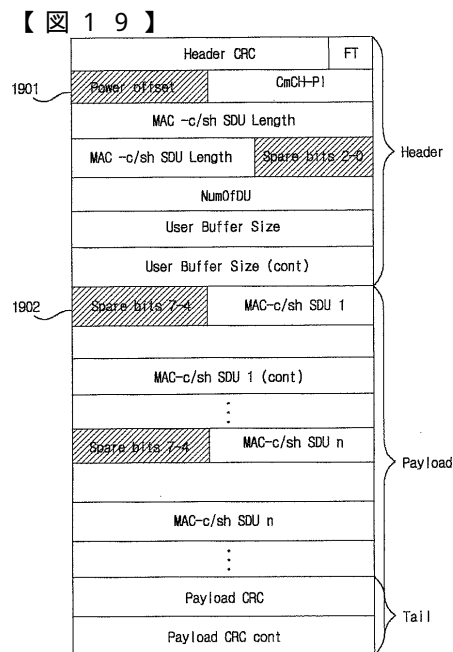 【図19】
Header CRC FT
1901 Power offset CmCH-PI
MAC -c/sh SDU Length
MAC -c/sh SDU Length Spare bits 2-0 Header
NumOfDU
User Buffer Size
User Buffer Size (cont)
1902 Spare bits 7-4 MAC-c/sh SDU 1
MAC-c/sh SDU 1 (cont)
⋮
Spare bits 7-4 MAC-c/sh SDU n
Payload
MAC-c/sh SDU n
⋮
Payload CRC
Tail
Payload CRC cont